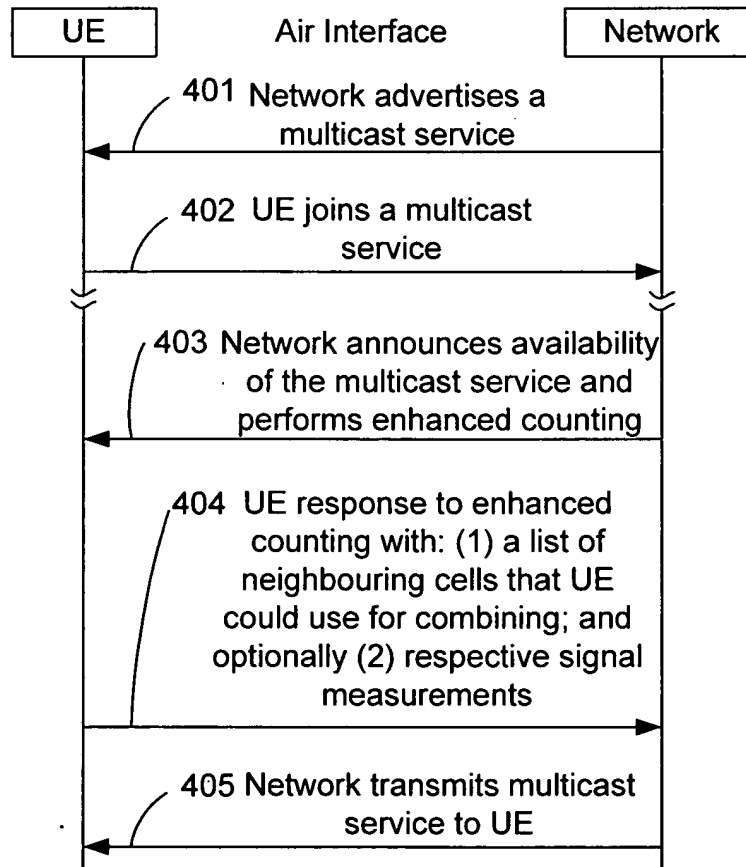 UE Air Interface Network
401 Network advertises a
multicast service
402 UE joins a multicast
service
403 Network announces availability
of the multicast service and
performs enhanced counting
404 UE response to enhanced
counting with: (1) a list of
neighbouring cells that UE
could use for combining; and
optionally (2) respective signal
measurements
405 Network transmits multicast
service to UE